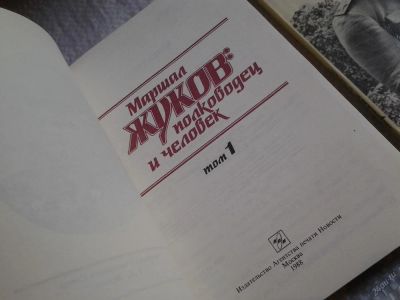 Маршал
ЖУКОВ:
полководец
и человек
том 1
Издательство Агентства печати Новости
Москва
1988